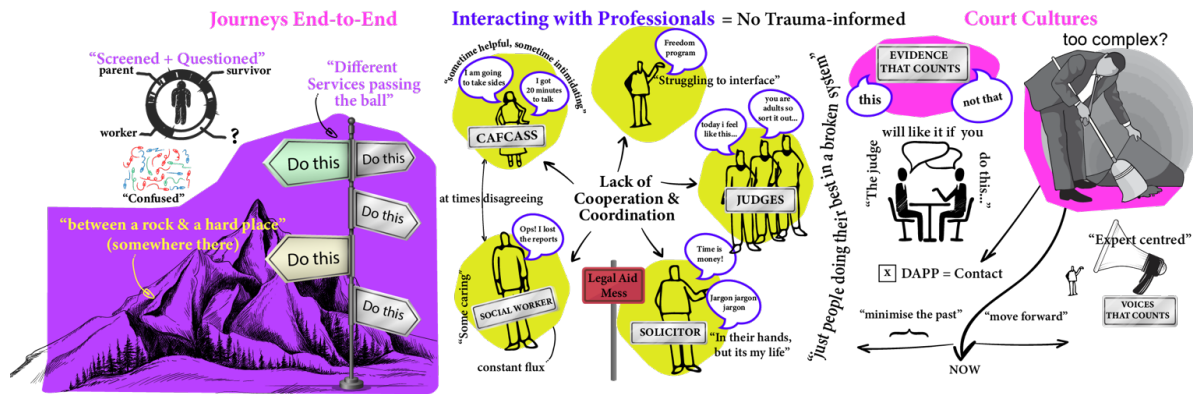 Journeys End-to-End
“Screened + Questioned”
parent
survivor
worker
?
“Confused”
“Different
Services passing
the ball”
Do this
Do this
Do this
Do this
Do this
“between a rock & a hard place”
(somewhere there)
Interacting with Professionals = No Trauma-informed
“sometime helpful, sometime intimidating”
I am going
to take sides
I got
20 minutes
to talk
CAFCASS
Freedom
program
“Struggling to interface”
today i feel
like this...
you are
adults so
sort it out...
JUDGES
Lack of
Cooperation &
Coordination
at times disagreeing
Ops! I lost
the reports
“Some caring”
SOCIAL WORKER
constant flux
Legal Aid
Mess
Time is
money!
Jargon jargon
jargon
SOLICITOR
“In their hands,
but its my life”
“just people doing their best in a broken system”
Court Cultures
EVIDENCE
THAT COUNTS
this
not that
“The judge
will like it if you
do this...”
too complex?
x DAPP = Contact
“Expert centred”
VOICES
THAT COUNTS
“minimise the past”
“move forward”
NOW